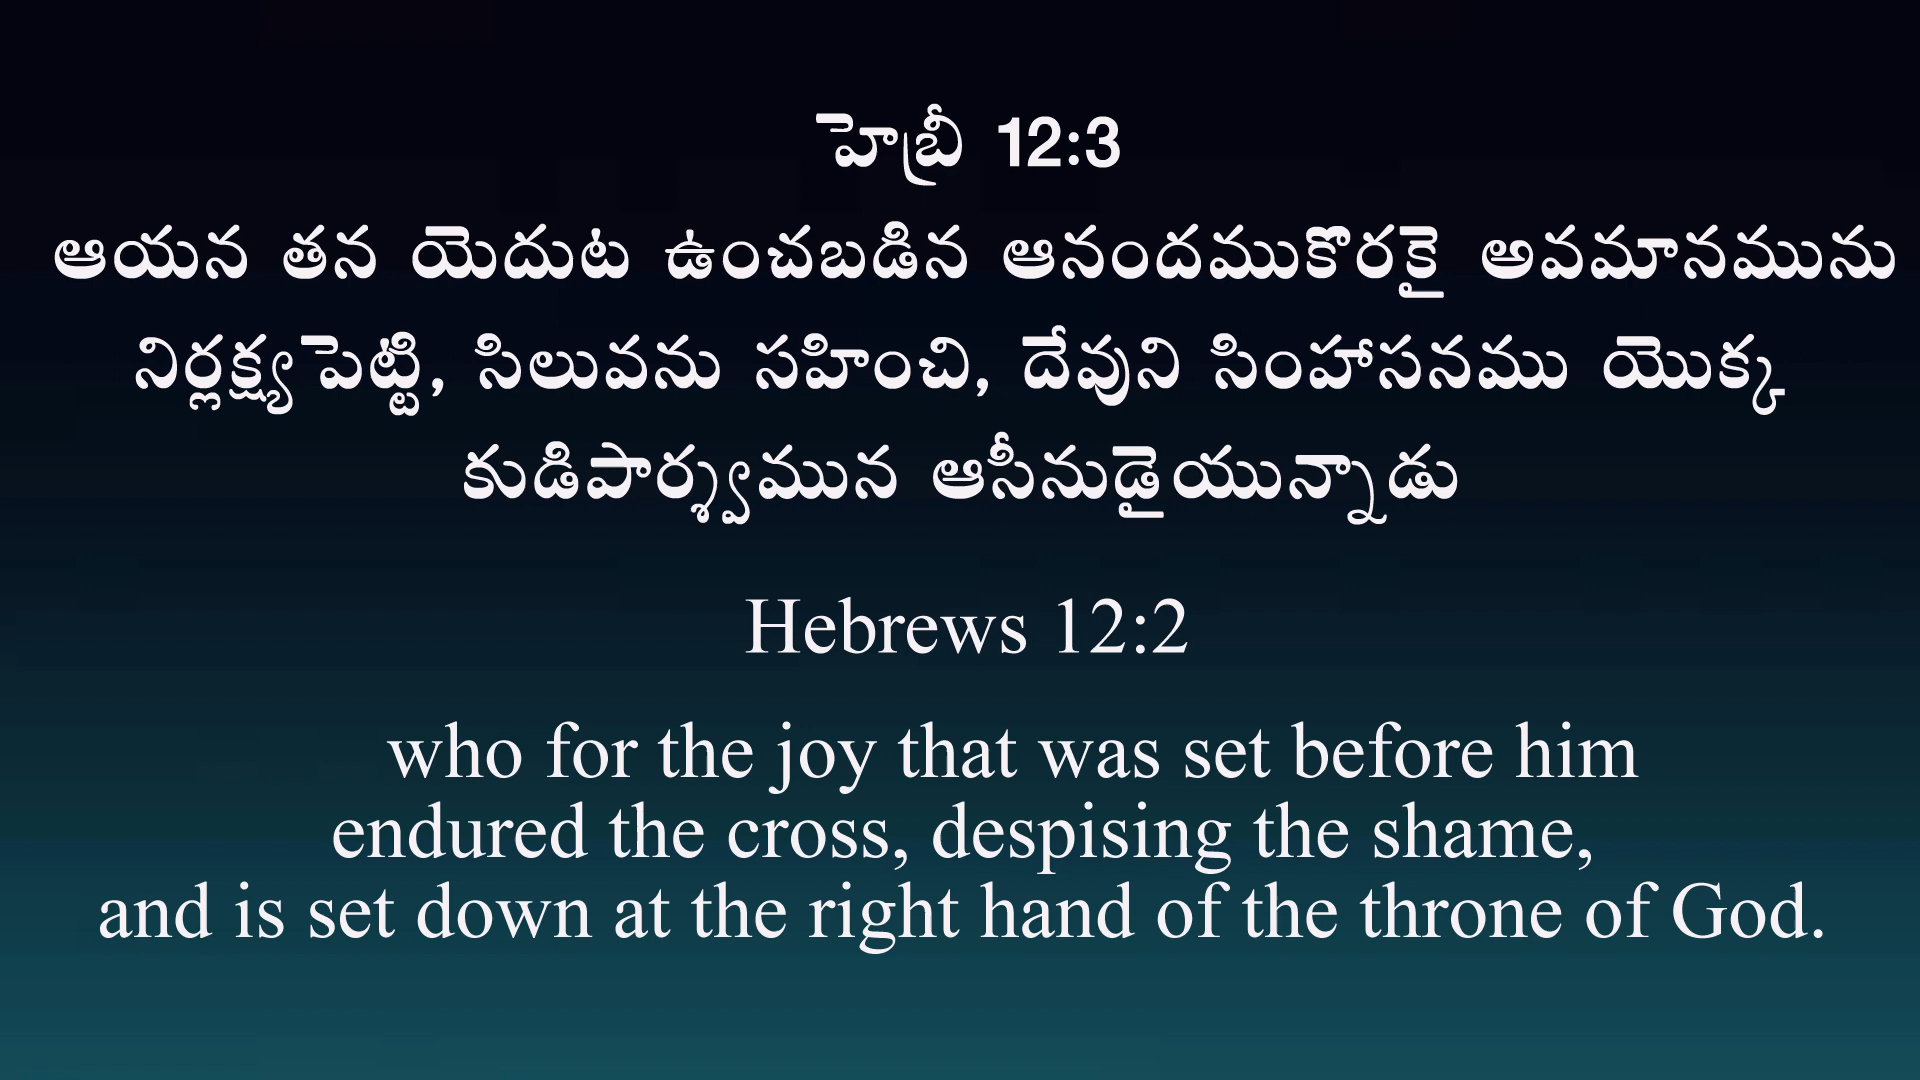 హెబ్రీ 12:3
ఆయన తన యెదుట ఉంచబడిన ఆనందముకొరకై అవమానమును
నిర్లక్ష్యపెట్టి, సిలువను సహించి, దేవుని సింహాసనము యొక్క
కుడిపార్శ్వమున ఆసీనుడైయున్నాడు
Hebrews 12:2
who for the joy that was set before him
endured the cross, despising the shame,
and is set down at the right hand of the throne of God.